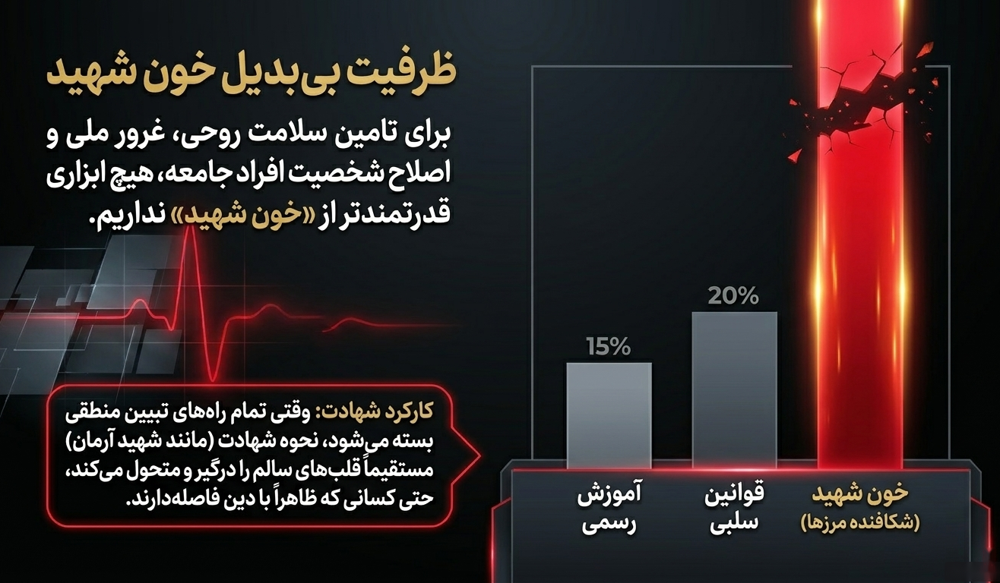 ظرفیت بی‌بدیل خون شهید
برای تامین سلامت روحی، غرور ملی و
اصلاح شخصیت افراد جامعه، هیچ ابزاری
قدرتمندتر از «خون شهید» نداریم.
کارکرد شهادت: وقتی تمام راه‌های تبیین منطقی
بسته می‌شود، نحوه شهادت (مانند شهید آرمان)
مستقیماً قلب‌های سالم را درگیر و متحول می‌کند،
حتی کسانی که ظاهراً با دین فاصله‌دارند.
20%
15%
خون شهید
(شکافنده مرزها)
قوانین
سلبی
آموزش
رسمی